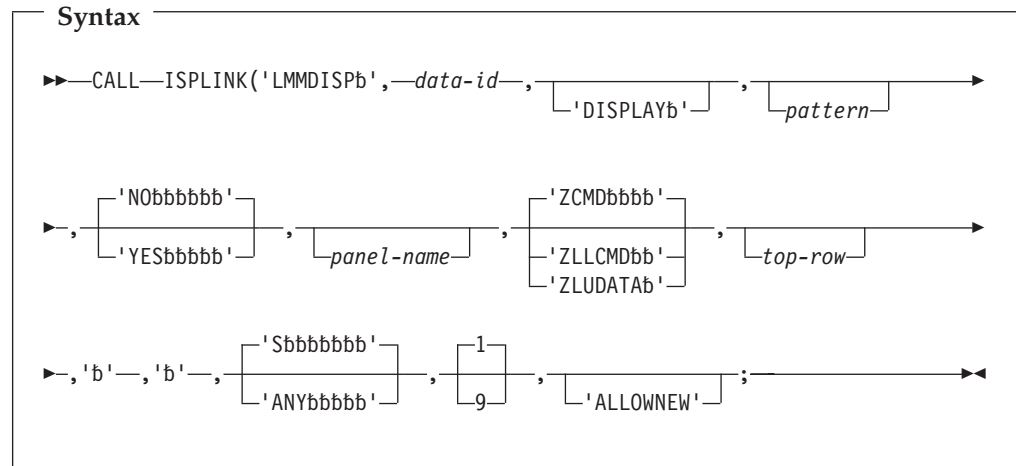 Syntax
►►—CALL—ISPLINK('LMMDISPƀ',—data-id—, 'DISPLAYƀ' , pattern ►
►—, 'NOƀƀƀƀƀƀ' 'YESƀƀƀƀƀ' , panel-name , 'ZCMDƀƀƀƀ' 'ZLLCMDƀƀ' 'ZLUDATAƀ' , top-row ►
►—,'ƀ'—,'ƀ'—, 'Sƀƀƀƀƀƀƀ' 'ANYƀƀƀƀƀ' , 1 9 , 'ALLOWNEW' ;—►◄